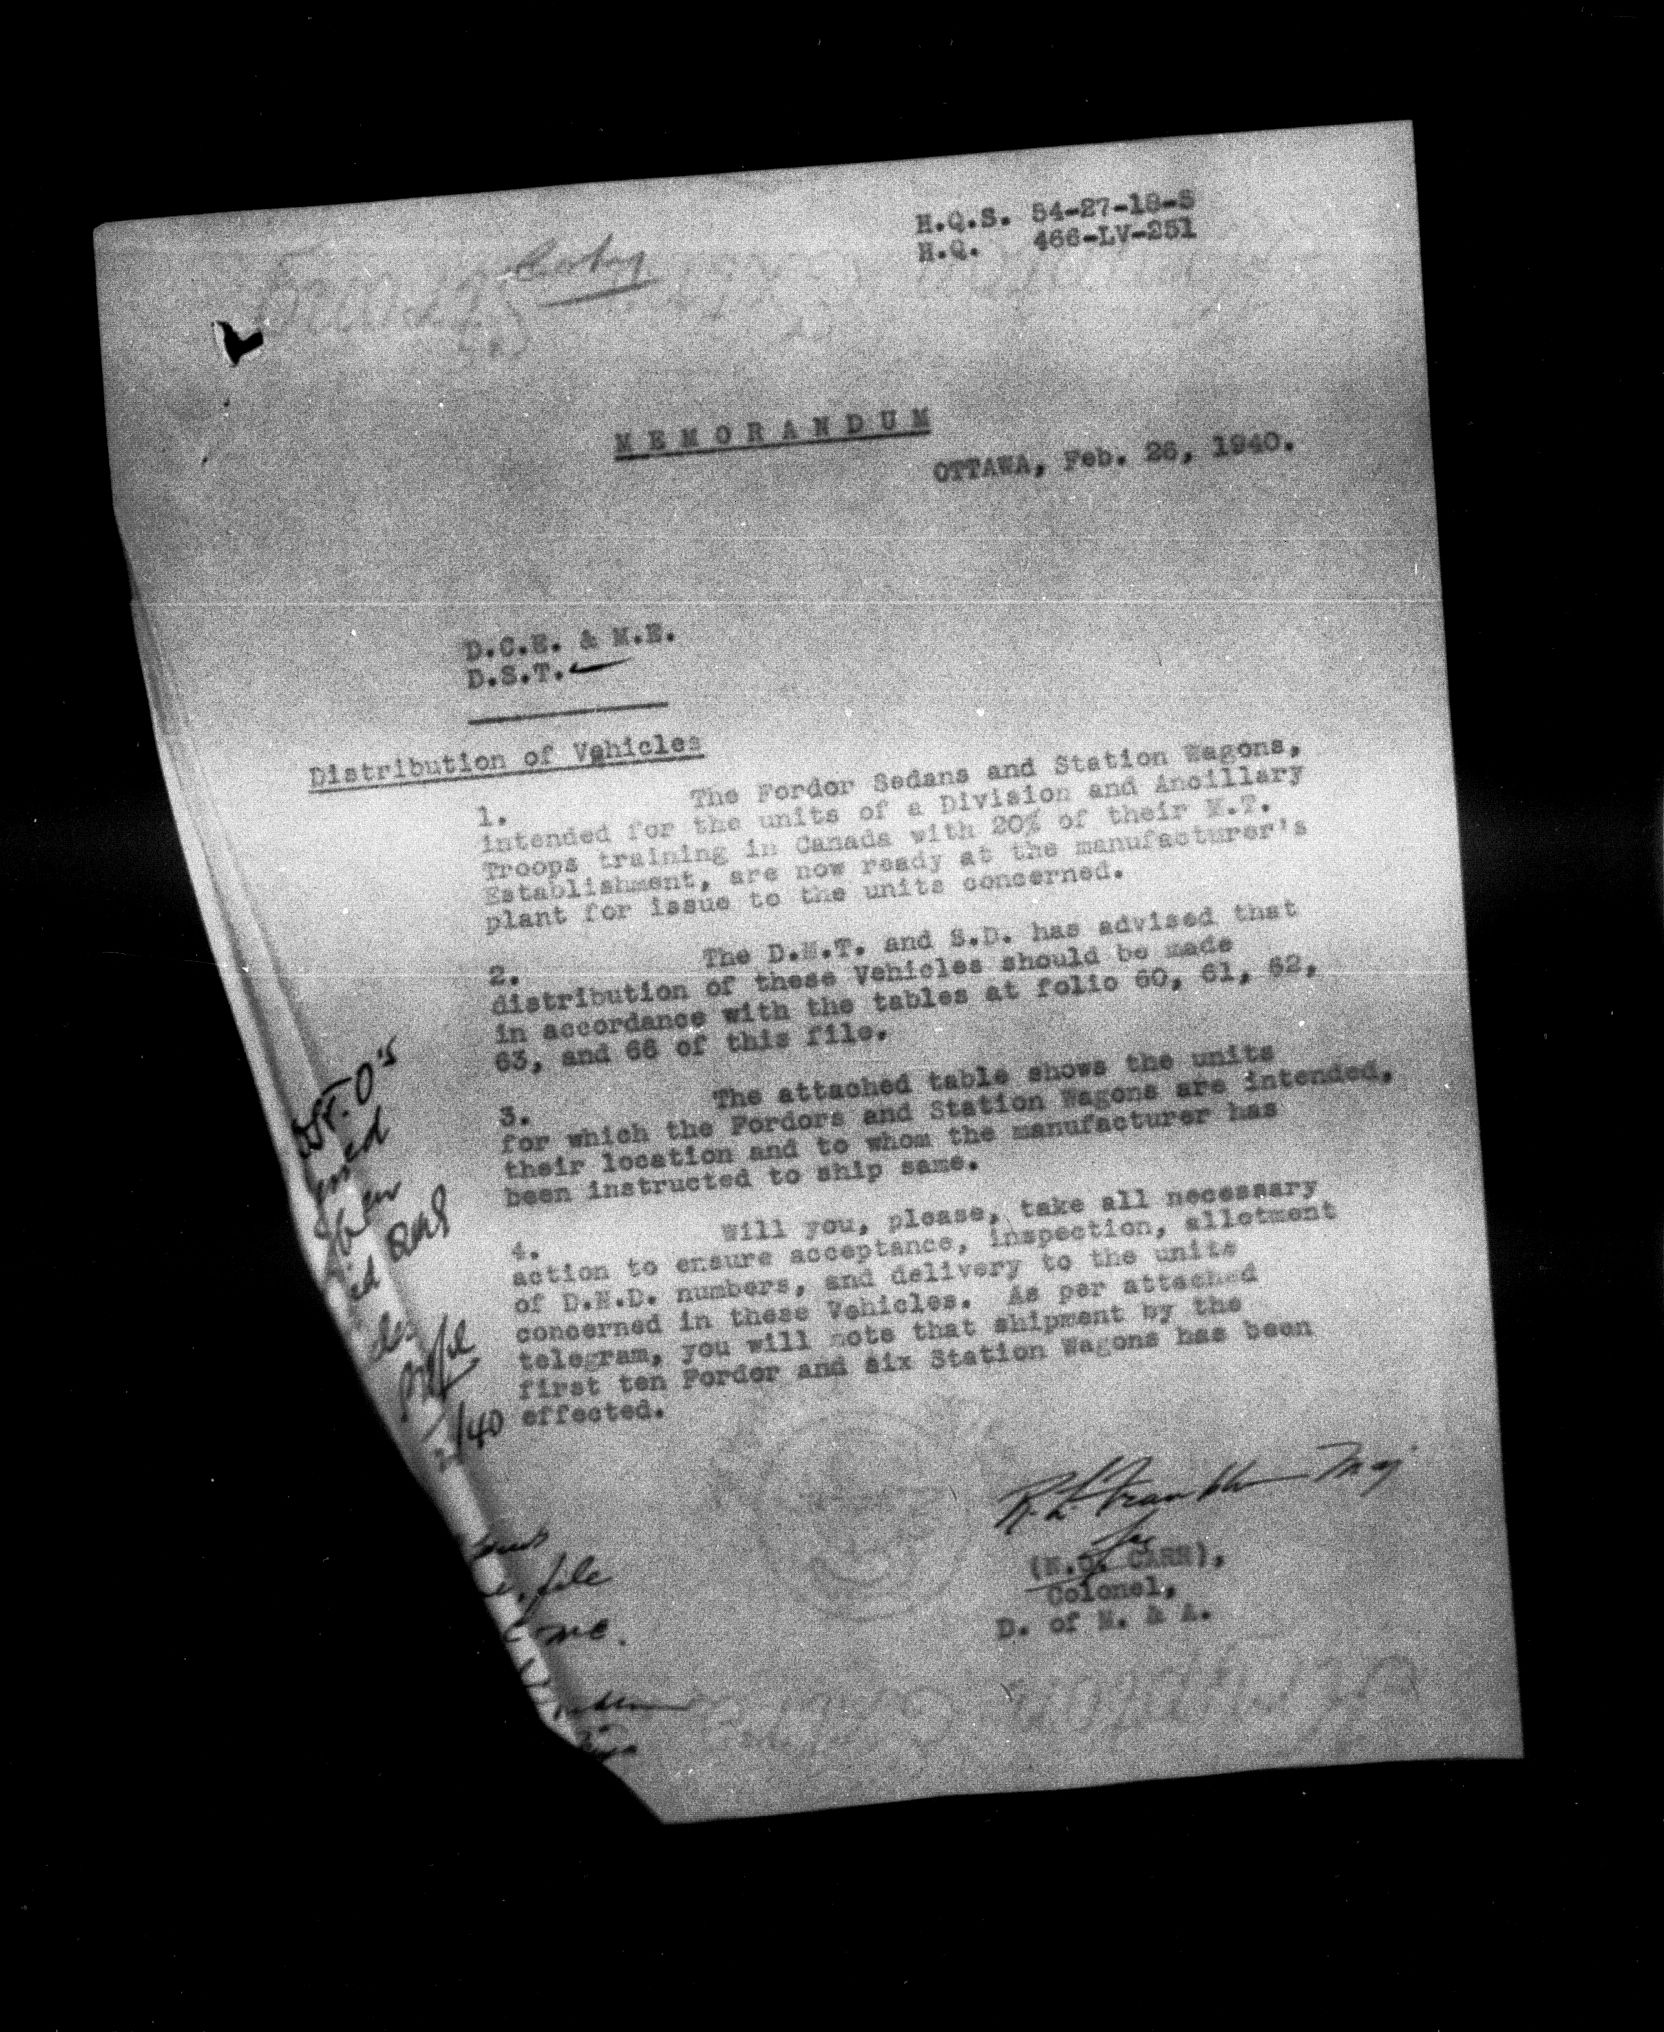 H.Q.S. 54-27-18-S
H.Q. 466-LV-251
MEMORANDUM
OTTAWA, Feb. 26, 1940.
D.C.E. & M.E.
D.S.T.
Distribution of Vehicles
1. The Fordor Sedans and Station Wagons,
intended for the units of a Division and Ancillary
Troops training in Canada with 20% of their M.T.
Establishment, are now ready at the manufacturer's
plant for issue to the units concerned.
2. The D.M.T. and S.D. has advised that
distribution of these Vehicles should be made
in accordance with the tables at folio 60, 61, 62,
63, and 66 of this file.
3. The attached table shows the units
for which the Fordors and Station Wagons are intended,
their location and to whom the manufacturer has
been instructed to ship same.
4. Will you, please, take all necessary
action to ensure acceptance, inspection, allotment
of D.N.D. numbers, and delivery to the units
concerned in these Vehicles. As per attached
telegram, you will note that shipment by the
first ten Fordor and six Station Wagons has been
effected.
/40
file
R L Franklin Maj
for
(N.O. CARR),
Colonel,
D. of M. & A.